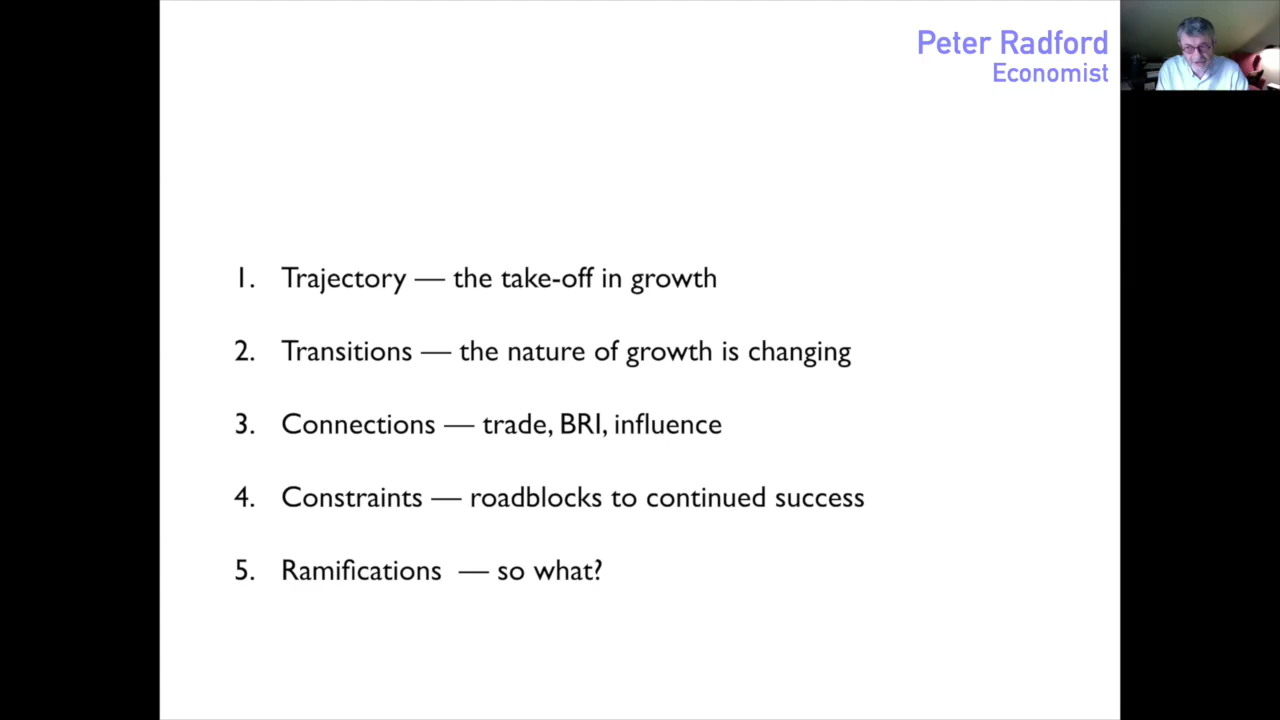 Peter Radford
Economist
1. Trajectory — the take-off in growth
2. Transitions — the nature of growth is changing
3. Connections — trade, BRI, influence
4. Constraints — roadblocks to continued success
5. Ramifications — so what?